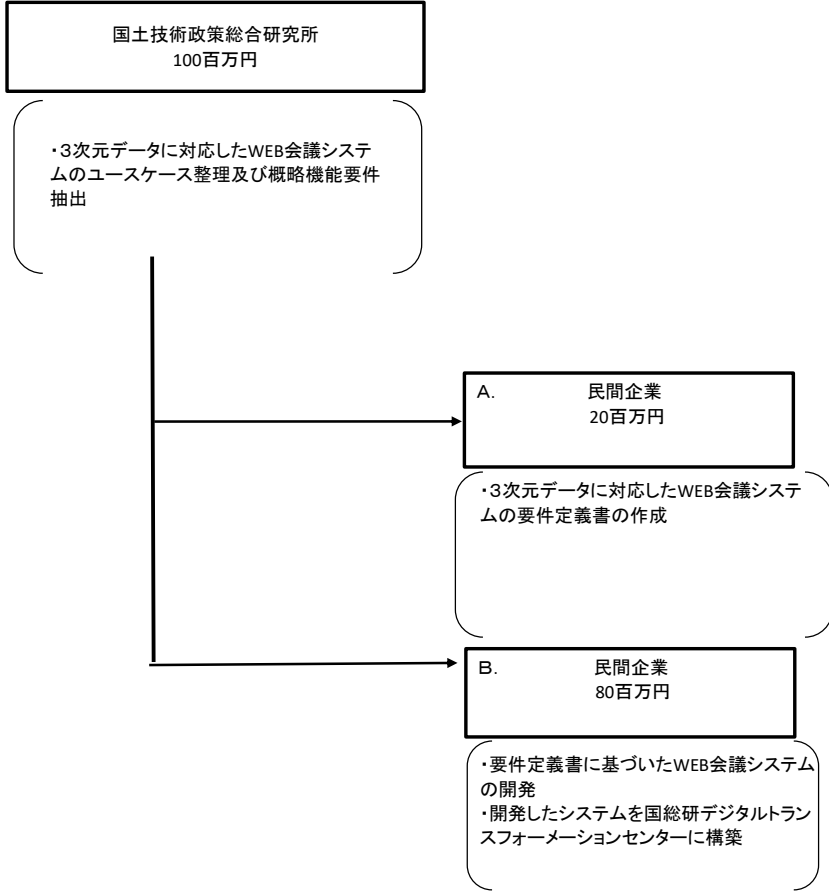 国土技術政策総合研究所
100百万円
・３次元データに対応したWEB会議システ
ムのユースケース整理及び概略機能要件
抽出
Ａ. 民間企業
20百万円
・３次元データに対応したWEB会議システ
ムの要件定義書の作成
Ｂ. 民間企業
80百万円
・要件定義書に基づいたWEB会議システム
の開発
・開発したシステムを国総研デジタルトラン
スフォーメーションセンターに構築